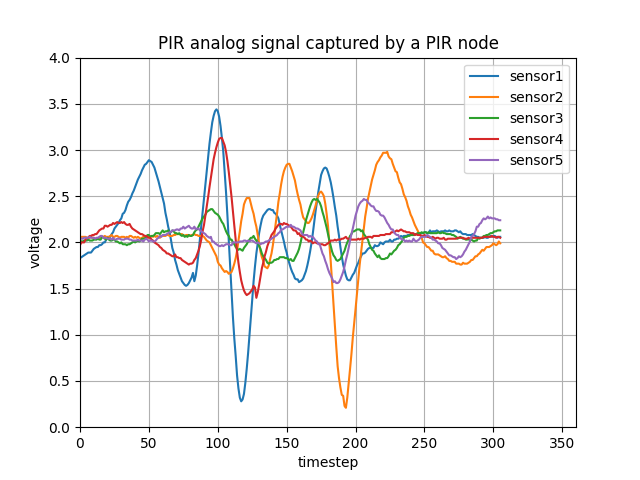 PIR analog signal captured by a PIR node
4.0
3.5
3.0
2.5
2.0
1.5
1.0
0.5
0.0
voltage
sensor1
sensor2
sensor3
sensor4
sensor5
0 50 100 150 200 250 300 350
timestep